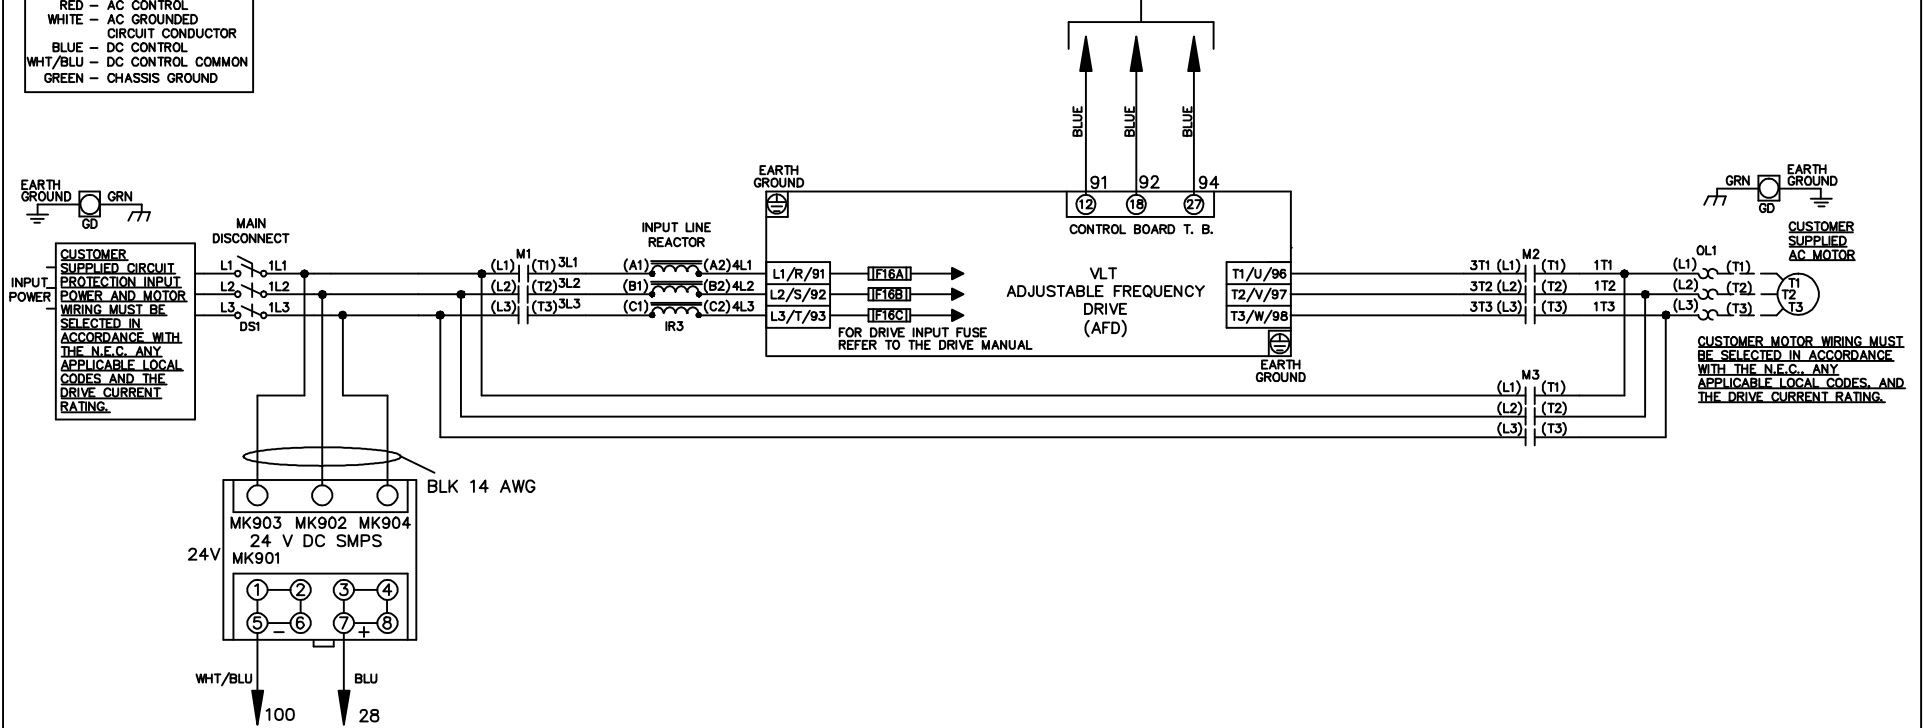 RED – AC CONTROL
WHITE – AC GROUNDED
CIRCUIT CONDUCTOR
BLUE – DC CONTROL
WHT/BLU – DC CONTROL COMMON
GREEN – CHASSIS GROUND
BLUE
BLUE
BLUE
91
92
94
12
18
27
CONTROL BOARD T. B.
EARTH
GROUND
GRN
GD
INPUT
POWER
CUSTOMER
SUPPLIED CIRCUIT
PROTECTION INPUT
POWER AND MOTOR
WIRING MUST BE
SELECTED IN
ACCORDANCE WITH
THE N.E.C. ANY
APPLICABLE LOCAL
CODES AND THE
DRIVE CURRENT
RATING.
MAIN
DISCONNECT
L1 1L1
L2 1L2
L3 1L3
DS1
M1
(L1) (T1) 3L1
(L2) (T2) 3L2
(L3) (T3) 3L3
INPUT LINE
REACTOR
(A1) (A2) 4L1
(B1) (B2) 4L2
(C1) (C2) 4L3
IR3
EARTH
GROUND
L1/R/91
L2/S/92
L3/T/93
F16A
F16B
F16C
FOR DRIVE INPUT FUSE
REFER TO THE DRIVE MANUAL
VLT
ADJUSTABLE FREQUENCY
DRIVE
(AFD)
T1/U/96
T2/V/97
T3/W/98
EARTH
GROUND
M2
3T1 (L1) (T1) 1T1
3T2 (L2) (T2) 1T2
3T3 (L3) (T3) 1T3
OL1
(L1) (T1)
(L2) (T2)
(L3) (T3)
T1
T2
T3
GRN
GD
EARTH
GROUND
CUSTOMER
SUPPLIED
AC MOTOR
CUSTOMER MOTOR WIRING MUST
BE SELECTED IN ACCORDANCE
WITH THE N.E.C., ANY
APPLICABLE LOCAL CODES, AND
THE DRIVE CURRENT RATING.
M3
(L1) (T1)
(L2) (T2)
(L3) (T3)
BLK 14 AWG
MK903 MK902 MK904
24 V DC SMPS
24V
MK901
1 2 3 4
5 – 6 7 + 8
WHT/BLU
BLU
100
28